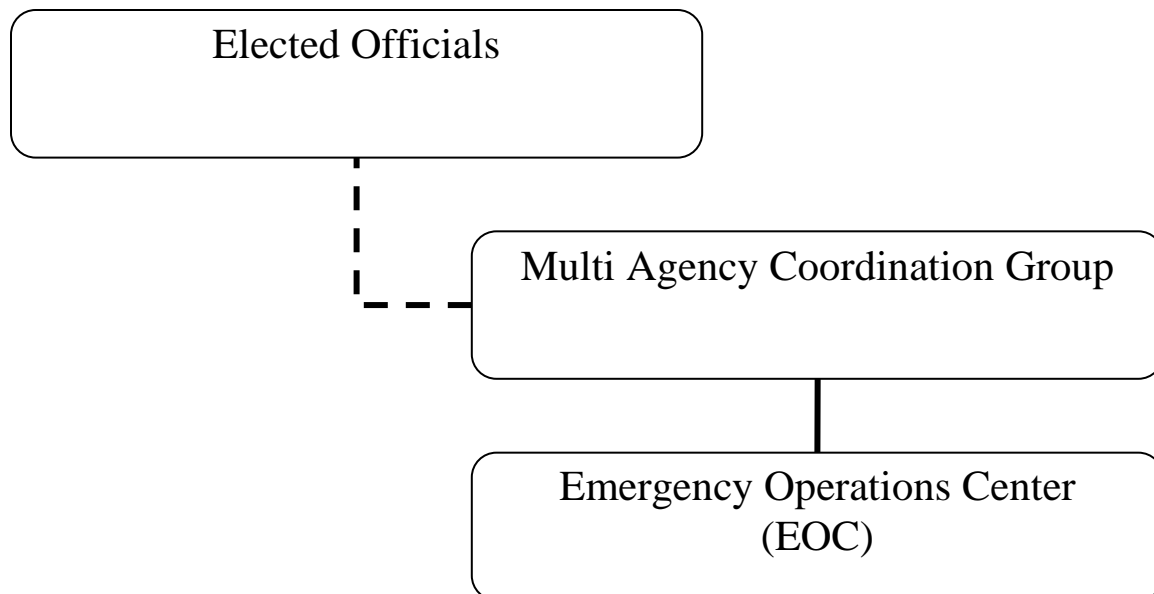 Elected Officials
Multi Agency Coordination Group
Emergency Operations Center
(EOC)